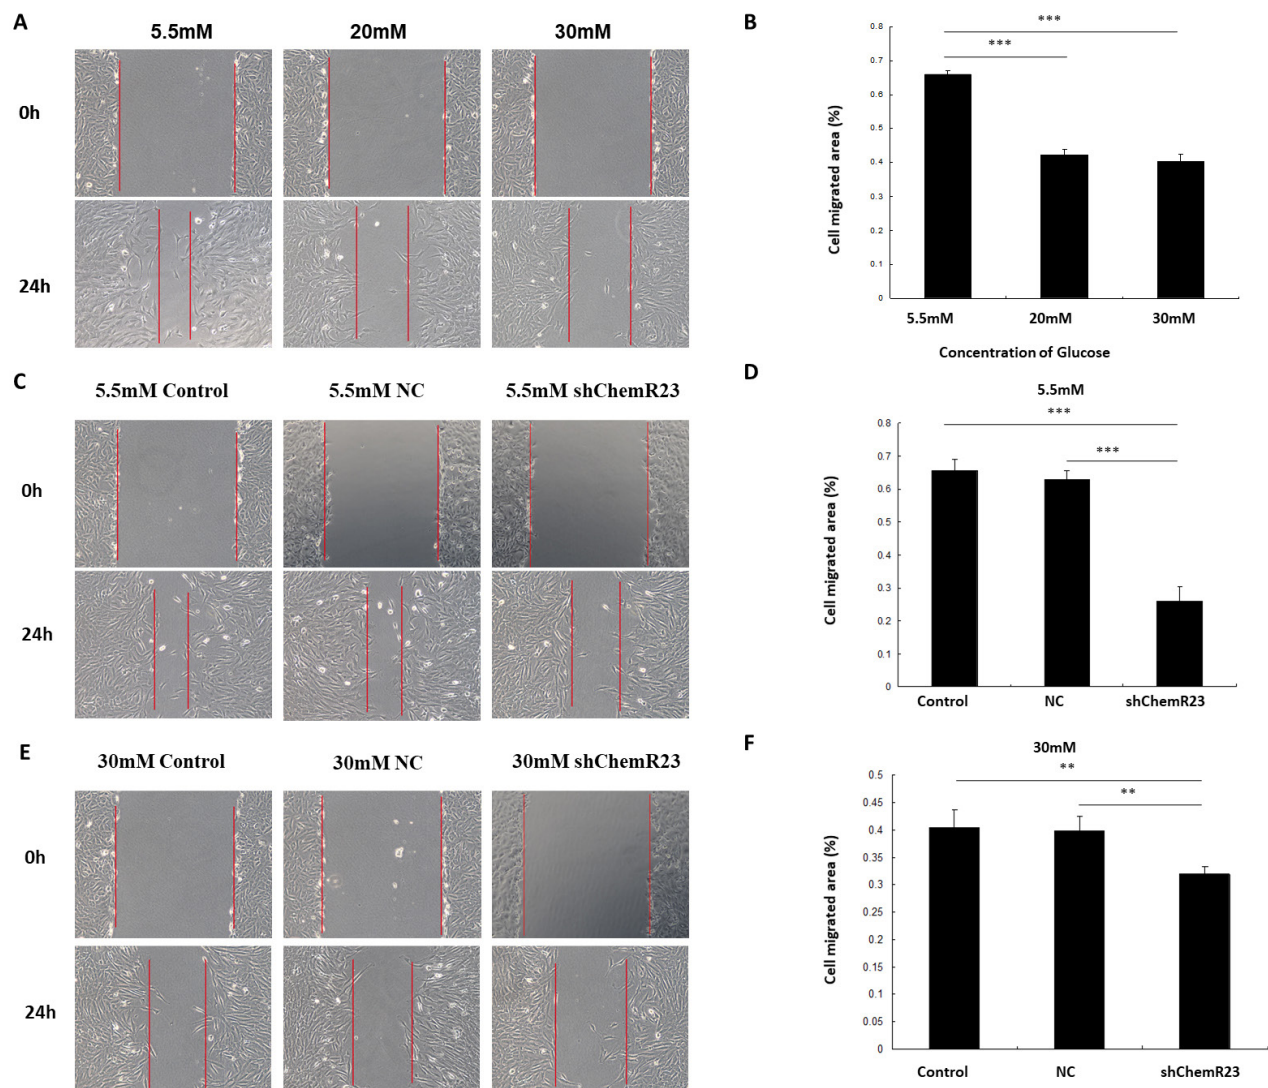 A
5.5mM
20mM
30mM
0h
24h
B
***
***
Cell migrated area (%)
0.8
0.7
0.6
0.5
0.4
0.3
0.2
0.1
0
5.5mM
20mM
30mM
Concentration of Glucose
C
5.5mM Control
5.5mM NC
5.5mM shChemR23
0h
24h
D
5.5mM
***
***
Cell migrated area (%)
0.8
0.7
0.6
0.5
0.4
0.3
0.2
0.1
0
Control
NC
shChemR23
E
30mM Control
30mM NC
30mM shChemR23
0h
24h
F
30mM
**
**
Cell migrated area (%)
0.5
0.45
0.4
0.35
0.3
0.25
0.2
0.15
0.1
0.05
0
Control
NC
shChemR23